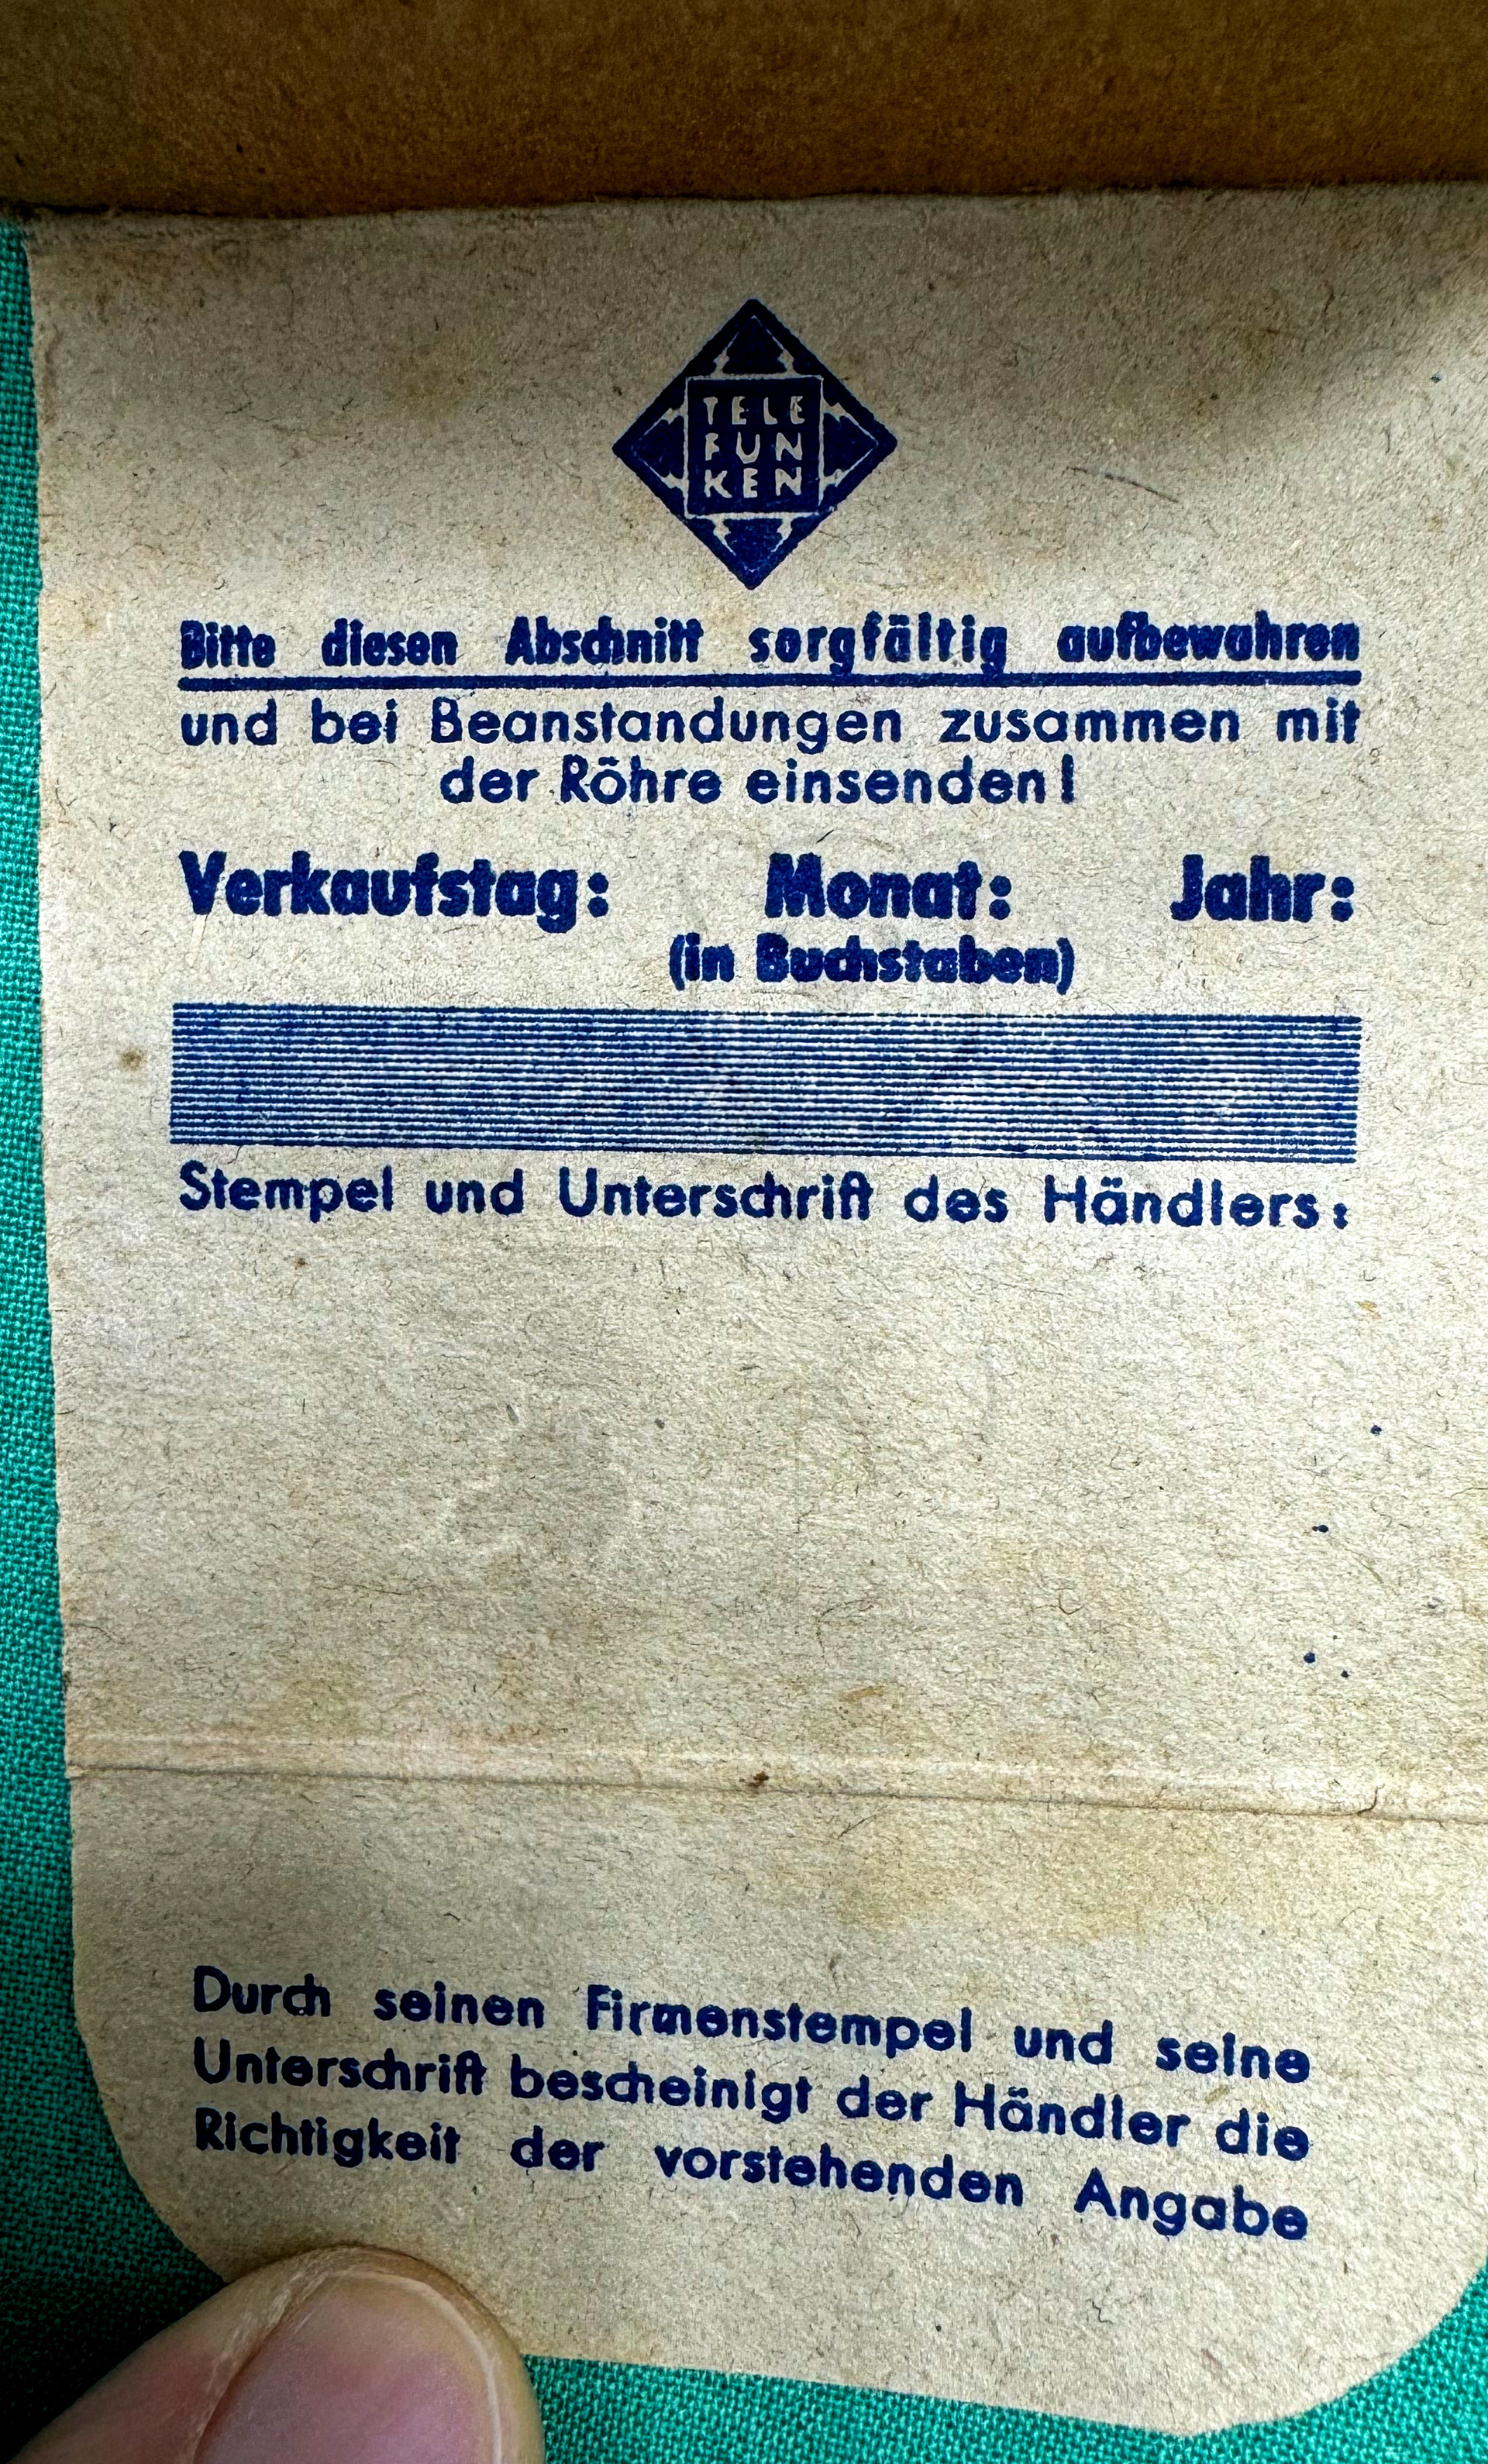 TELE
FUN
KEN
Bitte diesen Abschnitt sorgfältig aufbewahren
und bei Beanstandungen zusammen mit
der Röhre einsenden!
Verkaufstag: Monat: Jahr:
(in Buchstaben)
Stempel und Unterschrift des Händlers:
Durch seinen Firmenstempel und seine
Unterschrift bescheinigt der Händler die
Richtigkeit der vorstehenden Angabe